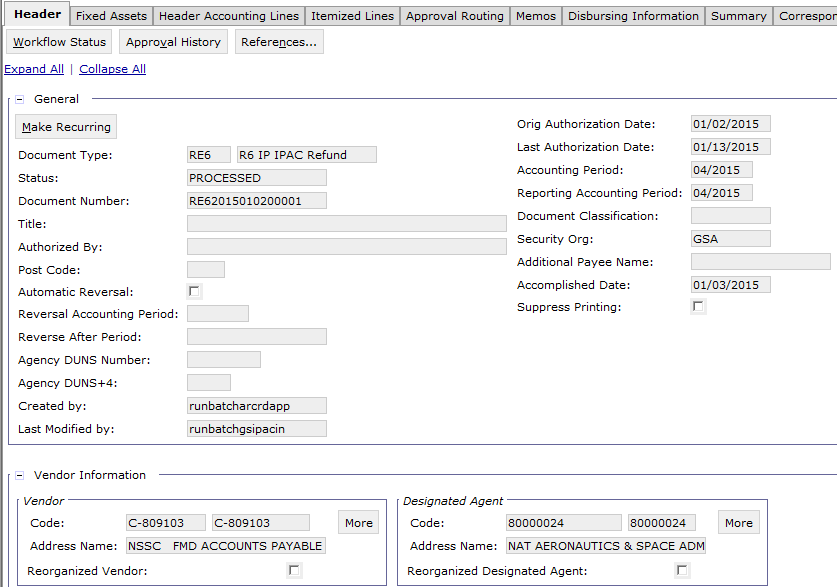 Header Fixed Assets Header Accounting Lines Itemized Lines Approval Routing Memos Disbursing Information Summary Correspon
Workflow Status Approval History References...
Expand All | Collapse All
General
Make Recurring
Document Type: RE6 R6 IP IPAC Refund
Status: PROCESSED
Document Number: RE62015010200001
Title:
Authorized By:
Post Code:
Automatic Reversal:
Reversal Accounting Period:
Reverse After Period:
Agency DUNS Number:
Agency DUNS+4:
Created by: runbatcharcrdapp
Last Modified by: runbatchgsipacin
Orig Authorization Date: 01/02/2015
Last Authorization Date: 01/13/2015
Accounting Period: 04/2015
Reporting Accounting Period: 04/2015
Document Classification:
Security Org: GSA
Additional Payee Name:
Accomplished Date: 01/03/2015
Suppress Printing:
Vendor Information
Vendor
Code: C-809103 C-809103 More
Address Name: NSSC FMD ACCOUNTS PAYABLE
Reorganized Vendor:
Designated Agent
Code: 80000024 80000024 More
Address Name: NAT AERONAUTICS & SPACE ADM
Reorganized Designated Agent: